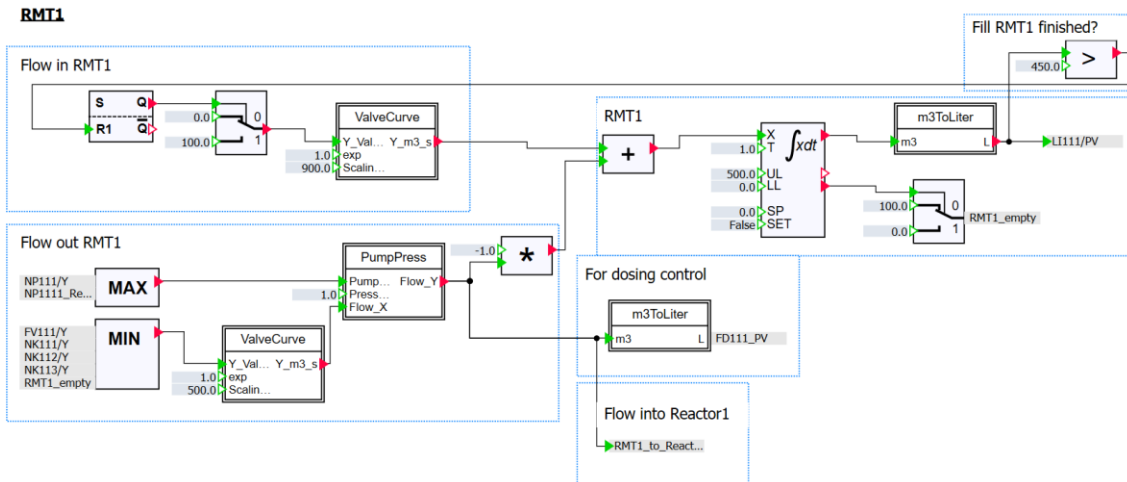 RMT1
Fill RMT1 finished?
450.0
>
Flow in RMT1
S Q
R1 Q
0.0
100.0
0
1
ValveCurve
Y_Val... Y_m3_s
1.0 exp
900.0 Scalin...
RMT1
+
X
1.0 T
∫xdt
500.0 UL
0.0 LL
0.0 SP
False SET
m3ToLiter
m3 L
LI111/PV
100.0
0.0
0
1
RMT1_empty
Flow out RMT1
NP111/Y
NP1111_Re...
MAX
FV111/Y
NK111/Y
NK112/Y
NK113/Y
RMT1_empty
MIN
ValveCurve
Y_Val... Y_m3_s
1.0 exp
500.0 Scalin...
PumpPress
Pump... Flow_Y
1.0 Press...
Flow_X
-1.0
*
For dosing control
m3ToLiter
m3 L
FD111_PV
Flow into Reactor1
RMT1_to_React...